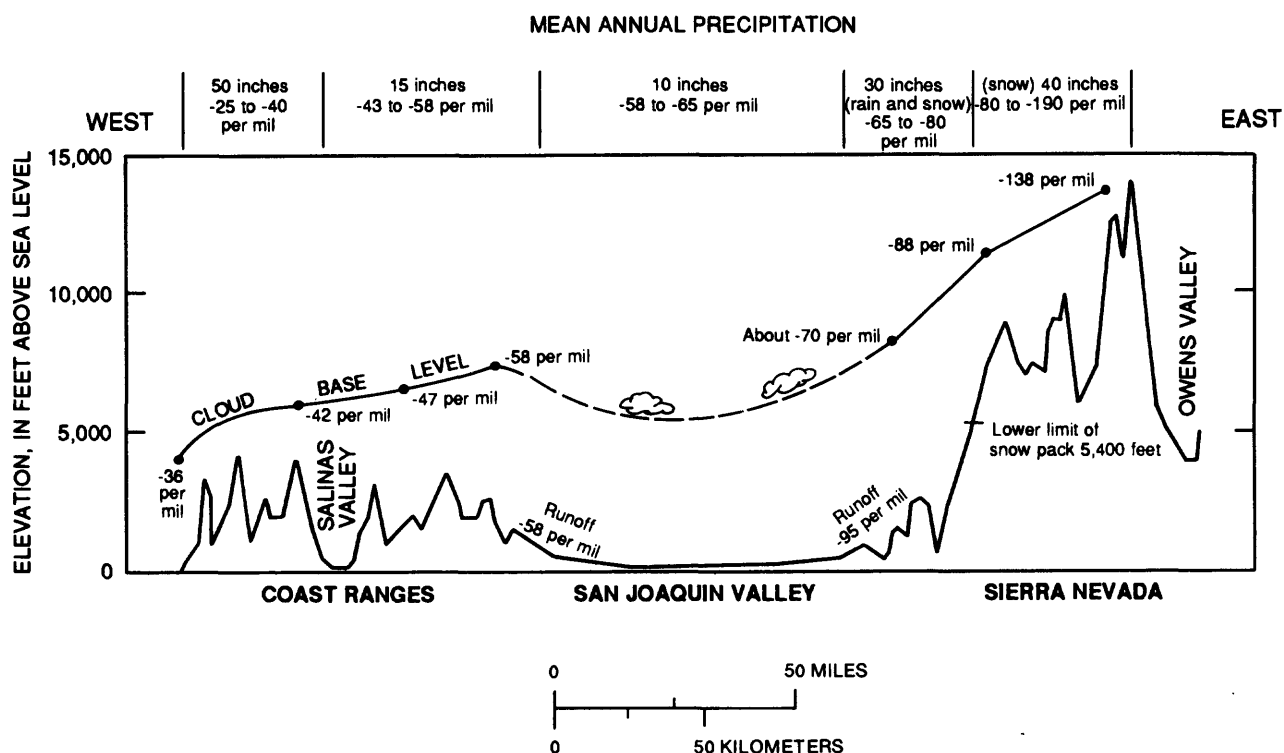 MEAN ANNUAL PRECIPITATION
WEST
50 inches
-25 to -40
per mil
15 inches
-43 to -58 per mil
10 inches
-58 to -65 per mil
30 inches
(rain and snow)
-65 to -80
per mil
(snow) 40 inches
-80 to -190 per mil
EAST
ELEVATION, IN FEET ABOVE SEA LEVEL
15,000
10,000
5,000
0
-36
per
mil
CLOUD BASE LEVEL
-42 per mil
-47 per mil
-58 per mil
About -70 per mil
-88 per mil
-138 per mil
SALINAS
VALLEY
Runoff
-58 per mil
Runoff
-95 per mil
Lower limit of
snow pack 5,400 feet
OWENS VALLEY
COAST RANGES
SAN JOAQUIN VALLEY
SIERRA NEVADA
0 50 MILES
0 50 KILOMETERS